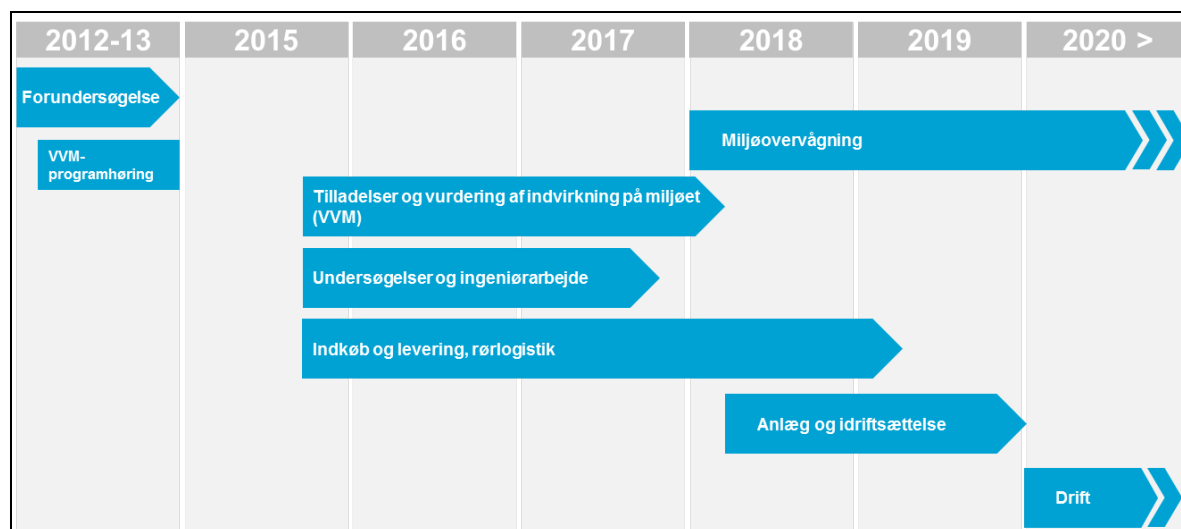 2012-13 2015 2016 2017 2018 2019 2020 >
Forundersøgelse
Miljøovervågning
VVM-
programhøring
Tilladelser og vurdering af indvirkning på miljøet
(VVM)
Undersøgelser og ingeniørarbejde
Indkøb og levering, rørlogistik
Anlæg og idriftsættelse
Drift